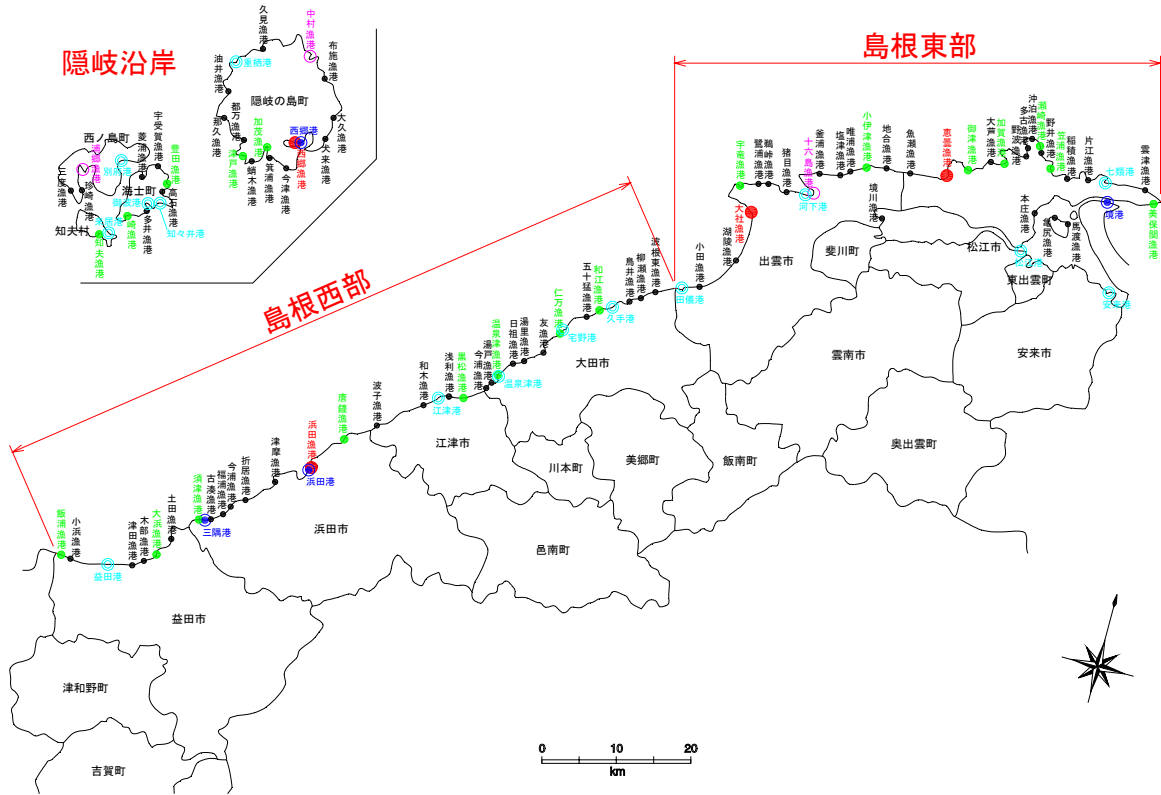 隠岐沿岸
久見漁港
中村漁港
布施漁港
重栖港
油井漁港
隠岐の島町
大久漁港
都万漁港
加茂漁港
西郷港
西郷漁港
那久漁港
津戸漁港
蛸木漁港
箕浦漁港
今津漁港
宇受賀漁港
西ノ島町
菱浦漁港
豊田漁港
浦郷漁港
別府港
三度漁港
珍崎漁港
海士町
高石漁港
崎漁港
多井漁港
知々井港
知夫村
知夫漁港
島根東部
宇竜漁港
鷺浦漁港
鵜峠漁港
猪目漁港
十六島漁港
河下港
釜浦漁港
塩津漁港
唯浦漁港
小伊津漁港
地合漁港
境川漁港
魚瀬漁港
恵曇漁港
御津漁港
大芦漁港
加賀漁港
野波漁港
多古漁港
沖泊漁港
瀬崎漁港
野井漁港
笠浦漁港
稲積漁港
片江漁港
七類港
雲津漁港
美保関漁港
境港
本庄漁港
亀尻漁港
馬渡漁港
松江市
東出雲町
安来港
安来市
斐川町
出雲市
大社漁港
湖陵漁港
小田漁港
田儀港
雲南市
奥出雲町
飯南町
島根西部
波根東漁港
柳瀬漁港
鳥井漁港
久手港
和江漁港
五十猛漁港
宅野港
仁万漁港
大田市
友漁港
湯里漁港
日祖漁港
温泉津漁港
温泉津港
湯戸漁港
今浦漁港
黒松漁港
浅利漁港
江津港
和木漁港
江津市
川本町
美郷町
邑南町
波子漁港
唐鐘漁港
浜田漁港
浜田港
津摩漁港
浜田市
折居漁港
今浦漁港
福浦漁港
古湊漁港
須津漁港
三隅港
土田漁港
大浜漁港
木部漁港
津田漁港
益田港
小浜漁港
飯浦漁港
益田市
津和野町
吉賀町
0 10 20
km